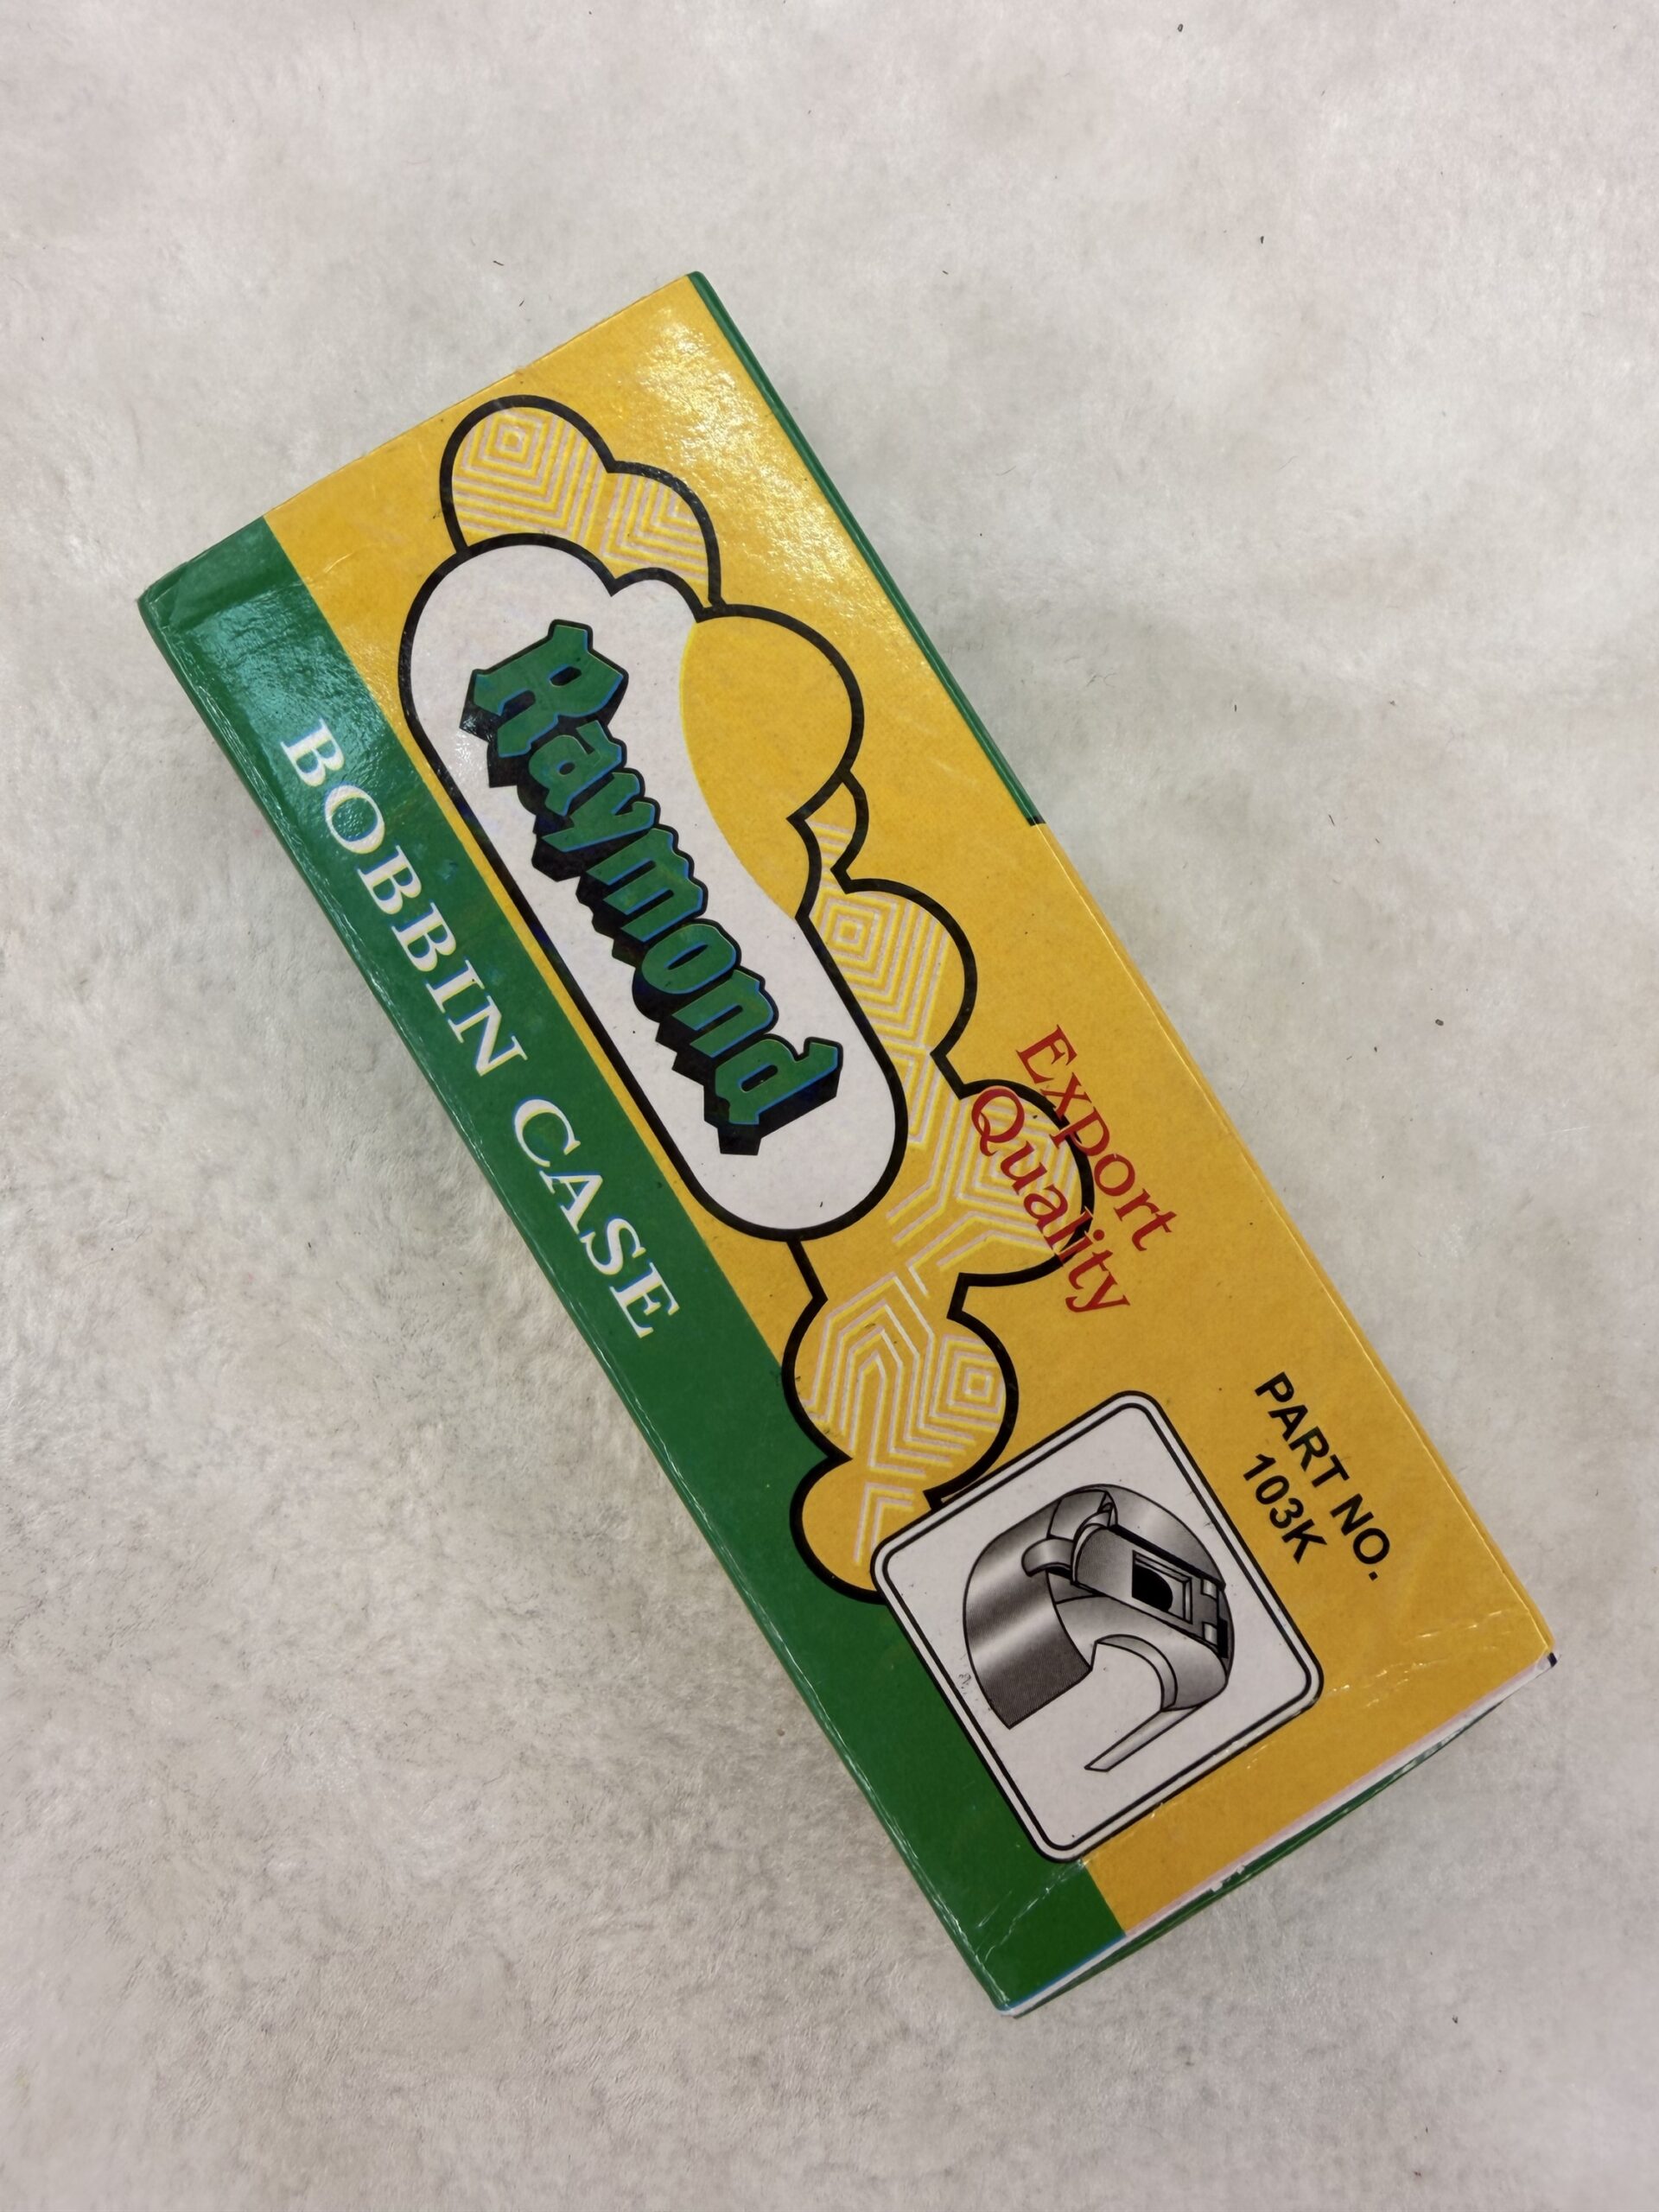 Raymond
Export
Quality
PART NO.
103K
BOBBIN CASE